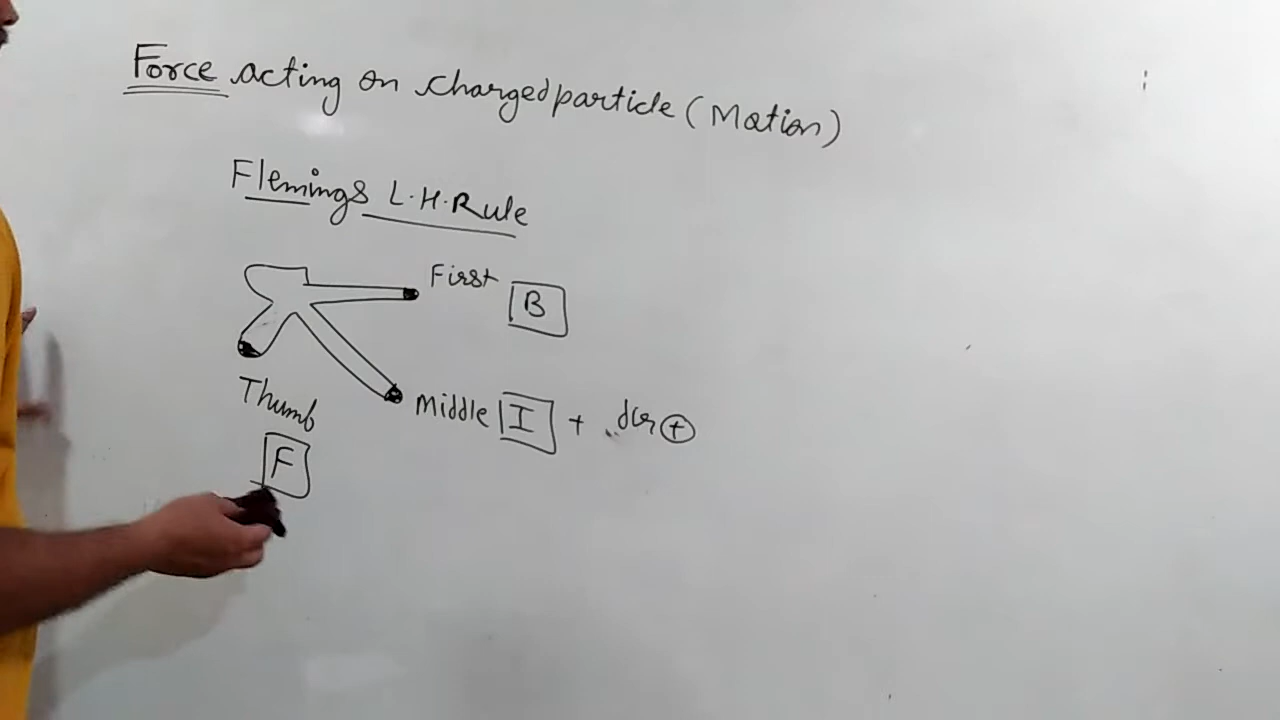 Force acting on charged particle (Motion)
Flemings L.H.Rule
First B
Middle I + dir +
Thumb
F